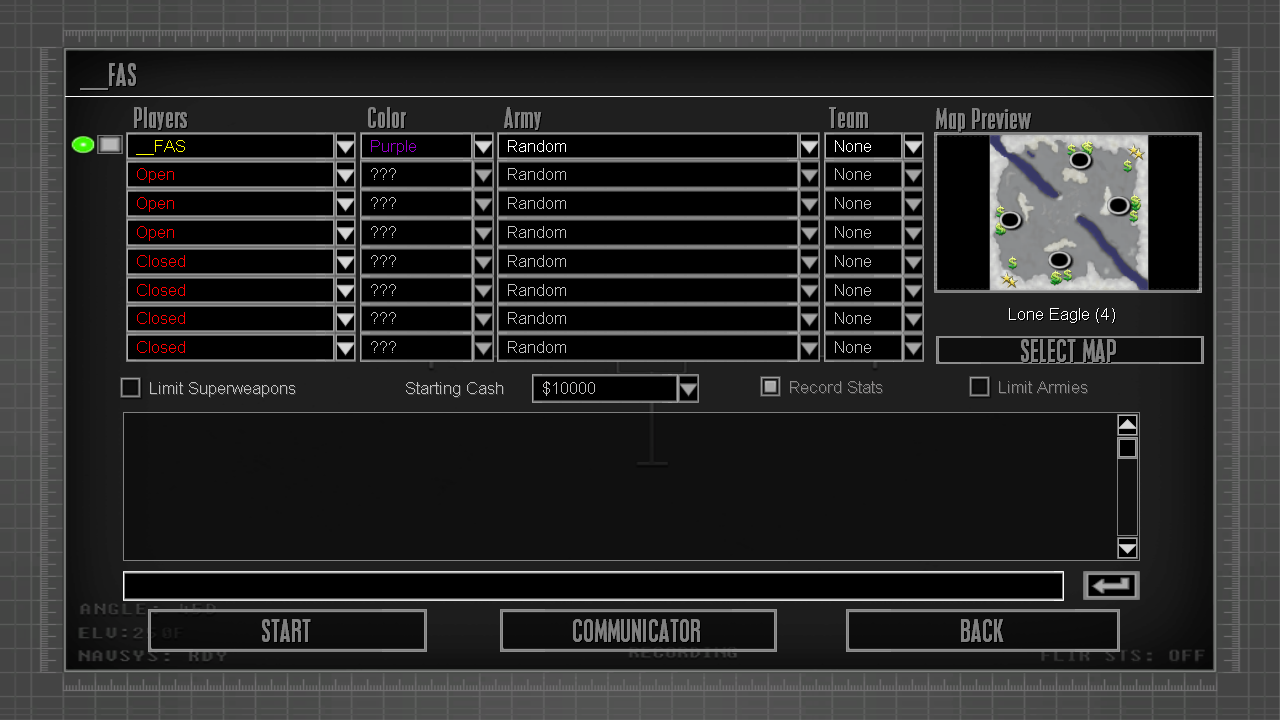 __FAS
Players Color Army Team Map Preview
__FAS Purple Random None
Open ??? Random None
Open ??? Random None
Open ??? Random None
Closed ??? Random None
Closed ??? Random None
Closed ??? Random None
Closed ??? Random None
Lone Eagle (4)
SELECT MAP
Limit Superweapons Starting Cash $10000 Record Stats Limit Armies
ANGLE: 45D
ELV:250F
START COMMUNICATOR BACK
NAVSYS: RDY RECORDING FLIR STS: OFF